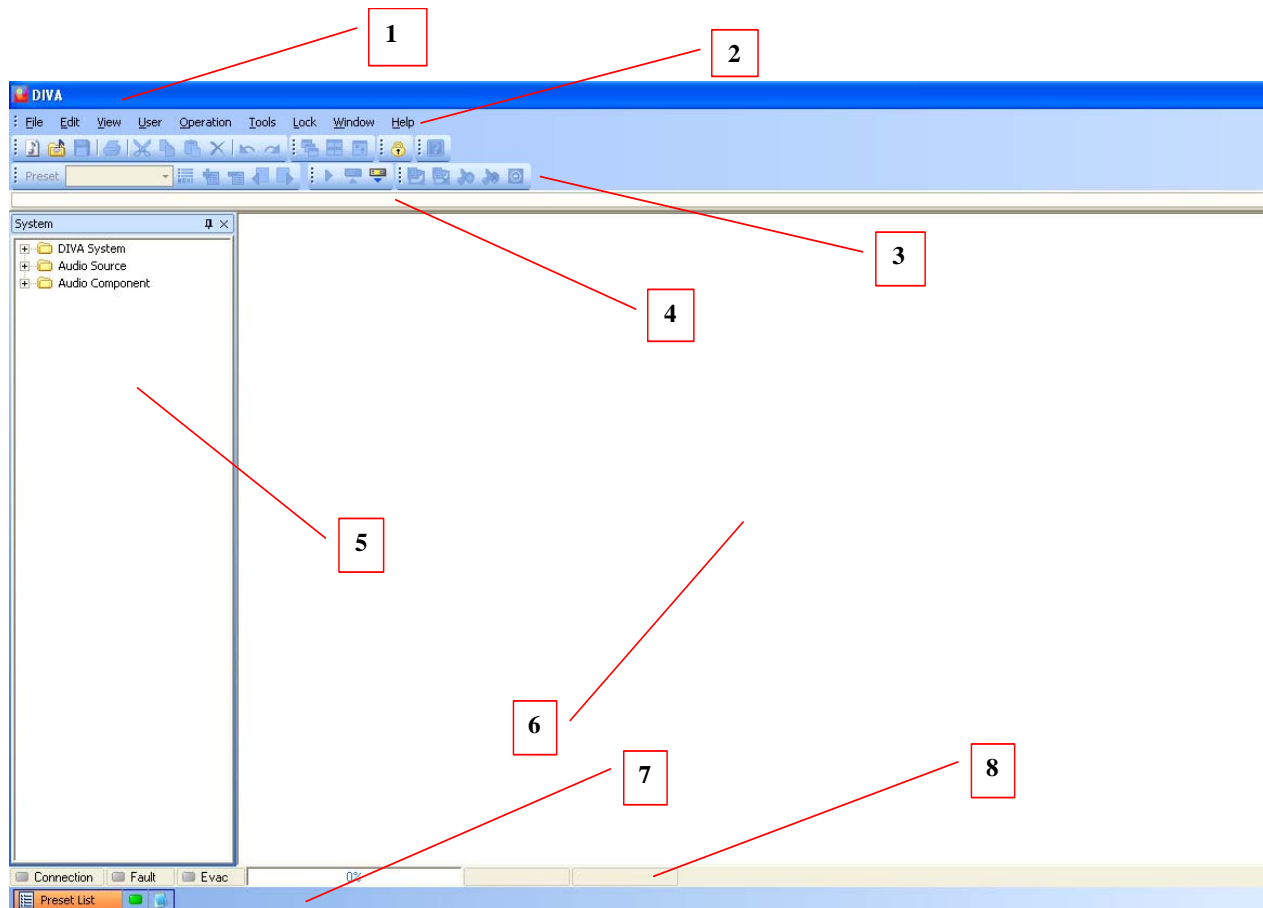 1
2
DIVA
File Edit View User Operation Tools Lock Window Help
Preset
3
System
DIVA System
Audio Source
Audio Component
4
5
6
7
8
Connection Fault Evac 0%
Preset List